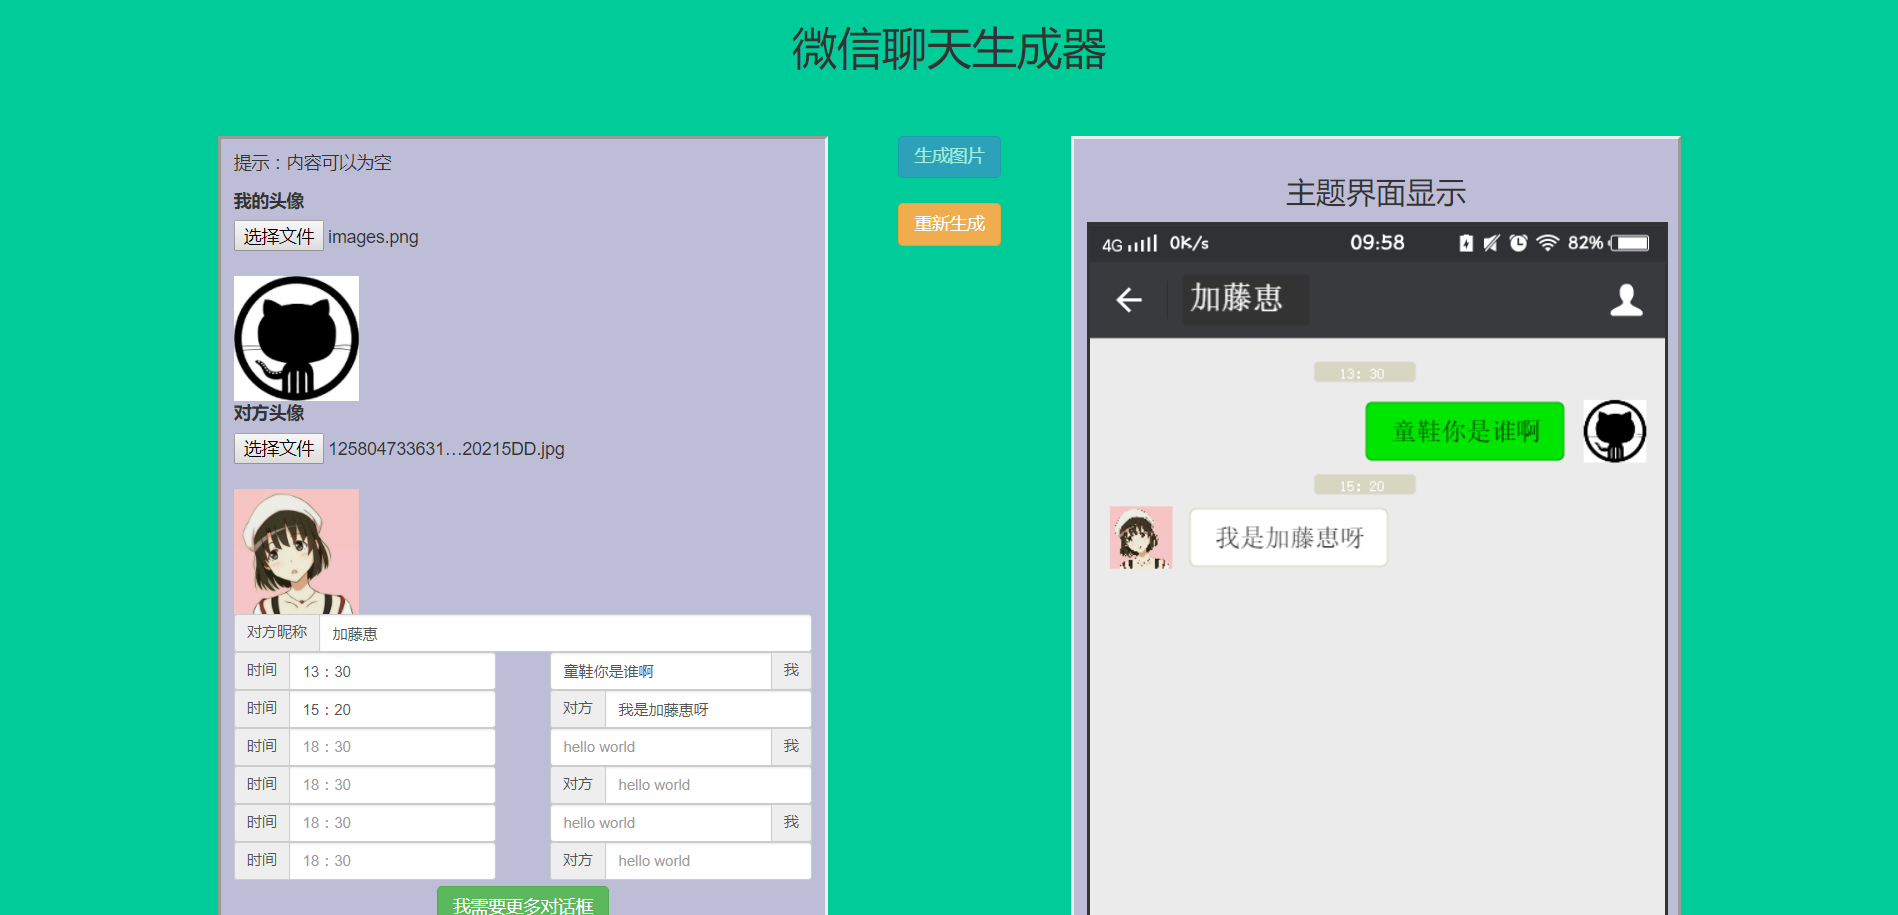 微信聊天生成器
提示：内容可以为空
我的头像
选择文件 images.png
对方头像
选择文件 125804733631...20215DD.jpg
对方昵称 加藤恵
时间 13：30 童鞋你是谁啊 我
时间 15：20 对方 我是加藤恵呀
时间 18：30 hello world 我
时间 18：30 对方 hello world
时间 18：30 hello world 我
时间 18：30 对方 hello world
我需要更多对话框
生成图片
重新生成
主题界面显示
4G 0K/s 09:58 82%
加藤恵
13：30
童鞋你是谁啊
15：20
我是加藤恵呀